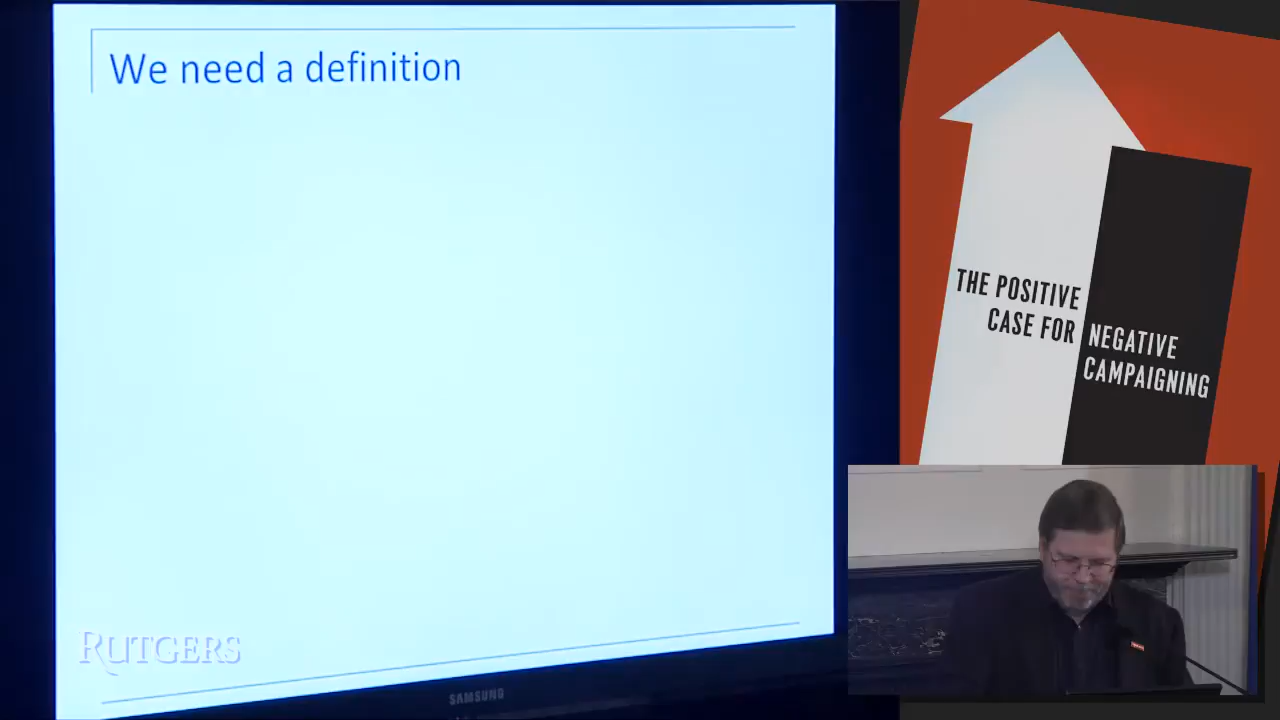 We need a definition
THE POSITIVE
CASE FOR
NEGATIVE
CAMPAIGNING
RUTGERS
SAMSUNG